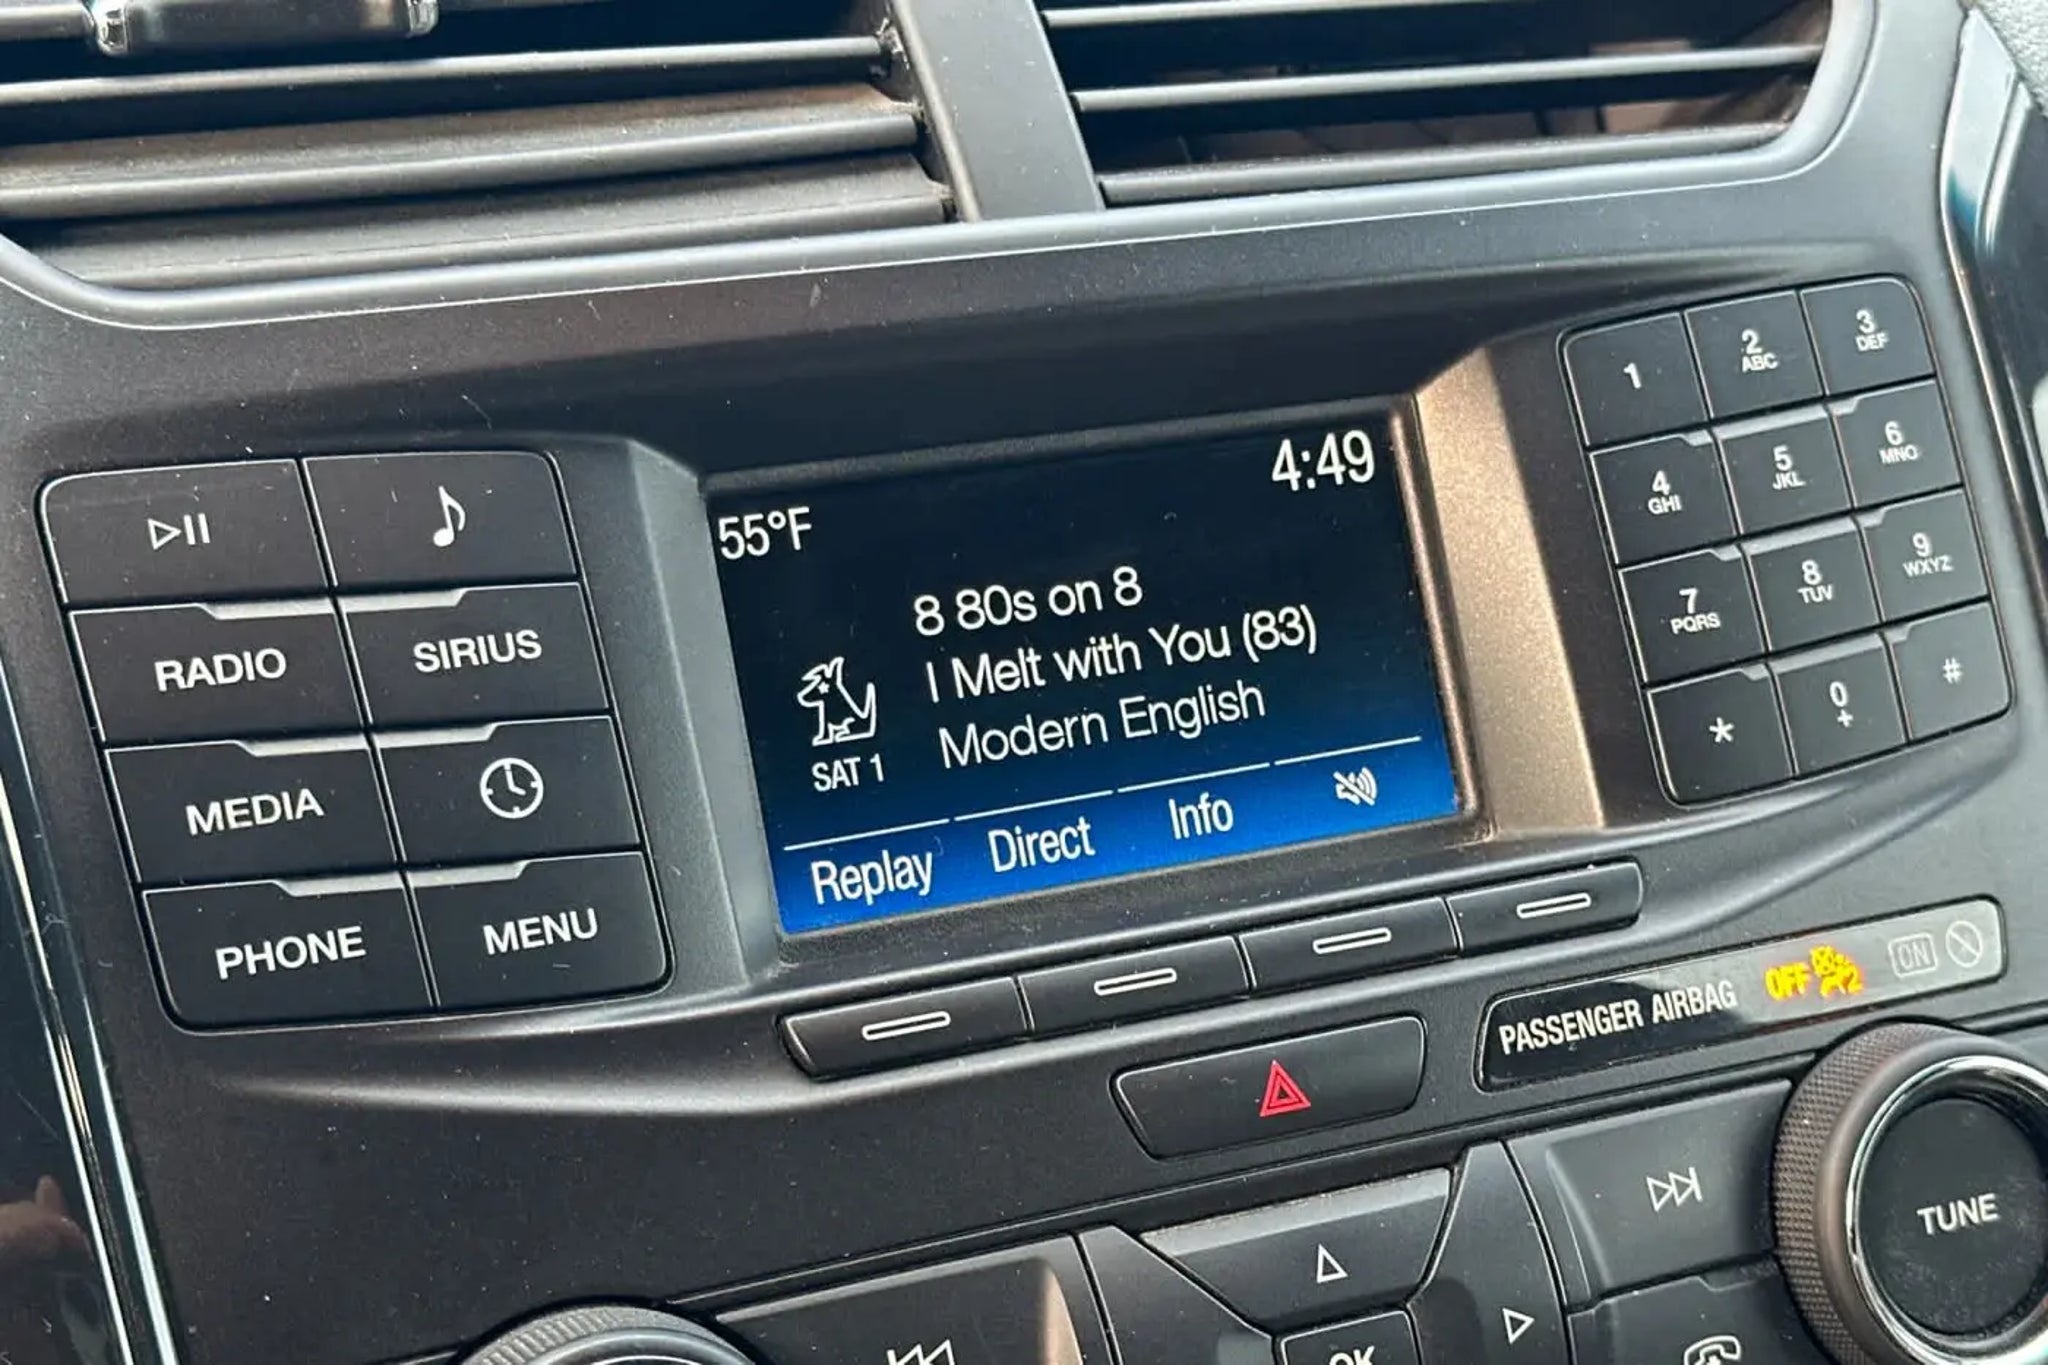 4:49
55°F
8 80s on 8
I Melt with You (83)
Modern English
SAT 1
Replay Direct Info
RADIO SIRIUS
MEDIA
PHONE MENU
1 2 ABC 3 DEF
4 GHI 5 JKL 6 MNO
7 PQRS 8 TUV 9 WXYZ
* 0 + #
PASSENGER AIRBAG OFF 2 ON
TUNE
OK